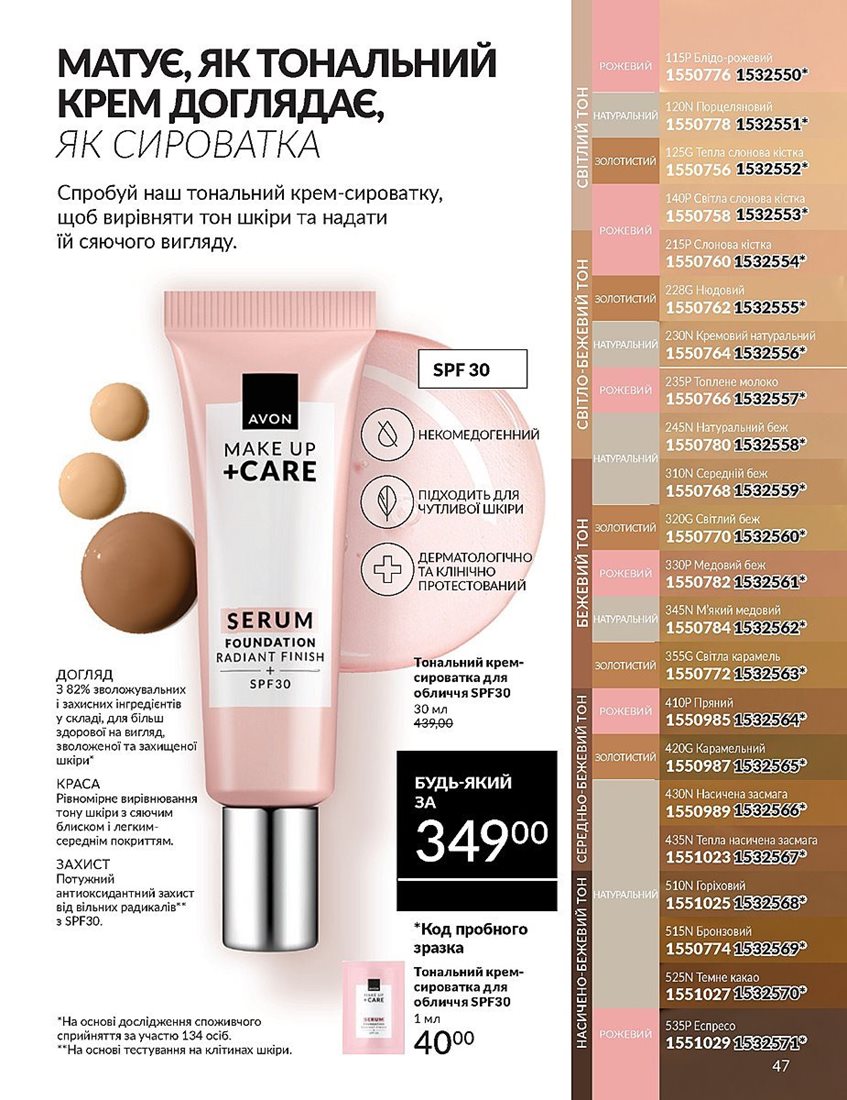 МАТУЄ, ЯК ТОНАЛЬНИЙ
КРЕМ ДОГЛЯДАЄ,
ЯК СИРОВАТКА
Спробуй наш тональний крем-сироватку,
щоб вирівняти тон шкіри та надати
їй сяючого вигляду.
SPF 30
AVON
MAKE UP
+CARE
SERUM
FOUNDATION
RADIANT FINISH
+
SPF30
НЕКОМЕДОГЕННИЙ
ПІДХОДИТЬ ДЛЯ
ЧУТЛИВОЇ ШКІРИ
ДЕРМАТОЛОГІЧНО
ТА КЛІНІЧНО
ПРОТЕСТОВАНИЙ
ДОГЛЯД
З 82% зволожувальних
і захисних інгредієнтів
у складі, для більш
здорової на вигляд,
зволоженої та захищеної
шкіри*
КРАСА
Рівномірне вирівнювання
тону шкіри з сяючим
блиском і легким-
середнім покриттям.
ЗАХИСТ
Потужний
антиоксидантний захист
від вільних радикалів**
з SPF30.
*На основі дослідження споживчого
сприйняття за участю 134 осіб.
**На основі тестування на клітинах шкіри.
Тональний крем-
сироватка для
обличчя SPF30
30 мл
439,00
БУДЬ-ЯКИЙ
ЗА
34900
*Код пробного
зразка
Тональний крем-
сироватка для
обличчя SPF30
1 мл
4000
AVON
MAKE UP
+CARE
SERUM
СВІТЛИЙ ТОН
РОЖЕВИЙ
115P Блідо-рожевий
1550776 1532550*
НАТУРАЛЬНИЙ
120N Порцеляновий
1550778 1532551*
ЗОЛОТИСТИЙ
125G Тепла слонова кістка
1550756 1532552*
РОЖЕВИЙ
140P Світла слонова кістка
1550758 1532553*
СВІТЛО-БЕЖЕВИЙ ТОН
215P Слонова кістка
1550760 1532554*
ЗОЛОТИСТИЙ
228G Нюдовий
1550762 1532555*
НАТУРАЛЬНИЙ
230N Кремовий натуральний
1550764 1532556*
РОЖЕВИЙ
235P Топлене молоко
1550766 1532557*
НАТУРАЛЬНИЙ
245N Натуральний беж
1550780 1532558*
БЕЖЕВИЙ ТОН
310N Середній беж
1550768 1532559*
ЗОЛОТИСТИЙ
320G Світлий беж
1550770 1532560*
РОЖЕВИЙ
330P Медовий беж
1550782 1532561*
НАТУРАЛЬНИЙ
345N М'який медовий
1550784 1532562*
ЗОЛОТИСТИЙ
355G Світла карамель
1550772 1532563*
СЕРЕДНЬО-БЕЖЕВИЙ ТОН
РОЖЕВИЙ
410P Пряний
1550985 1532564*
ЗОЛОТИСТИЙ
420G Карамельний
1550987 1532565*
НАТУРАЛЬНИЙ
430N Насичена засмага
1550989 1532566*
435N Тепла насичена засмага
1551023 1532567*
НАСИЧЕНО-БЕЖЕВИЙ ТОН
510N Горіховий
1551025 1532568*
515N Бронзовий
1550774 1532569*
525N Темне какао
1551027 1532570*
РОЖЕВИЙ
535P Еспресо
1551029 1532571*
47